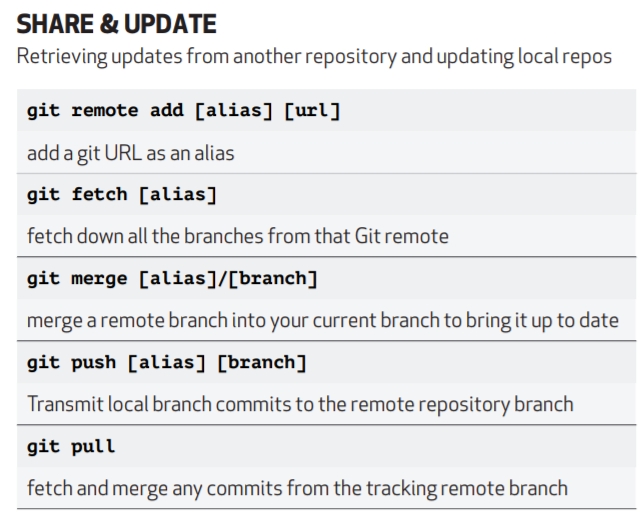 SHARE & UPDATE
Retrieving updates from another repository and updating local repos
git remote add [alias] [url]
add a git URL as an alias
git fetch [alias]
fetch down all the branches from that Git remote
git merge [alias]/[branch]
merge a remote branch into your current branch to bring it up to date
git push [alias] [branch]
Transmit local branch commits to the remote repository branch
git pull
fetch and merge any commits from the tracking remote branch